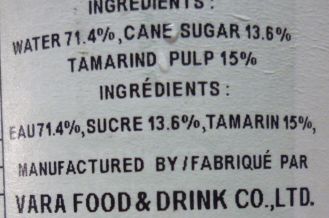 INGREDIENTS :
WATER 71.4%,CANE SUGAR 13.6%
TAMARIND PULP 15%
INGRÉDIENTS :
EAU71.4%,SUCRE 13.6%,TAMARIN 15%,
MANUFACTURED BY/FABRIQUÉ PAR
VARA FOOD & DRINK CO.,LTD.